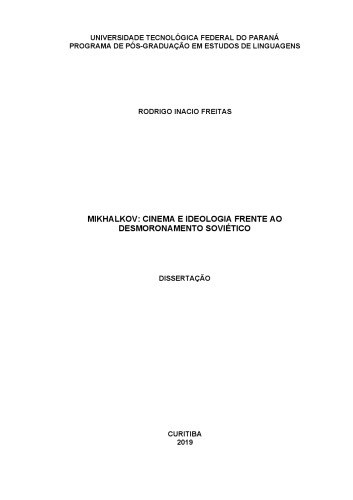 UNIVERSIDADE TECNOLÓGICA FEDERAL DO PARANÁ
PROGRAMA DE PÓS-GRADUAÇÃO EM ESTUDOS DE LINGUAGENS
RODRIGO INACIO FREITAS
MIKHALKOV: CINEMA E IDEOLOGIA FRENTE AO
DESMORONAMENTO SOVIÉTICO
DISSERTAÇÃO
CURITIBA
2019